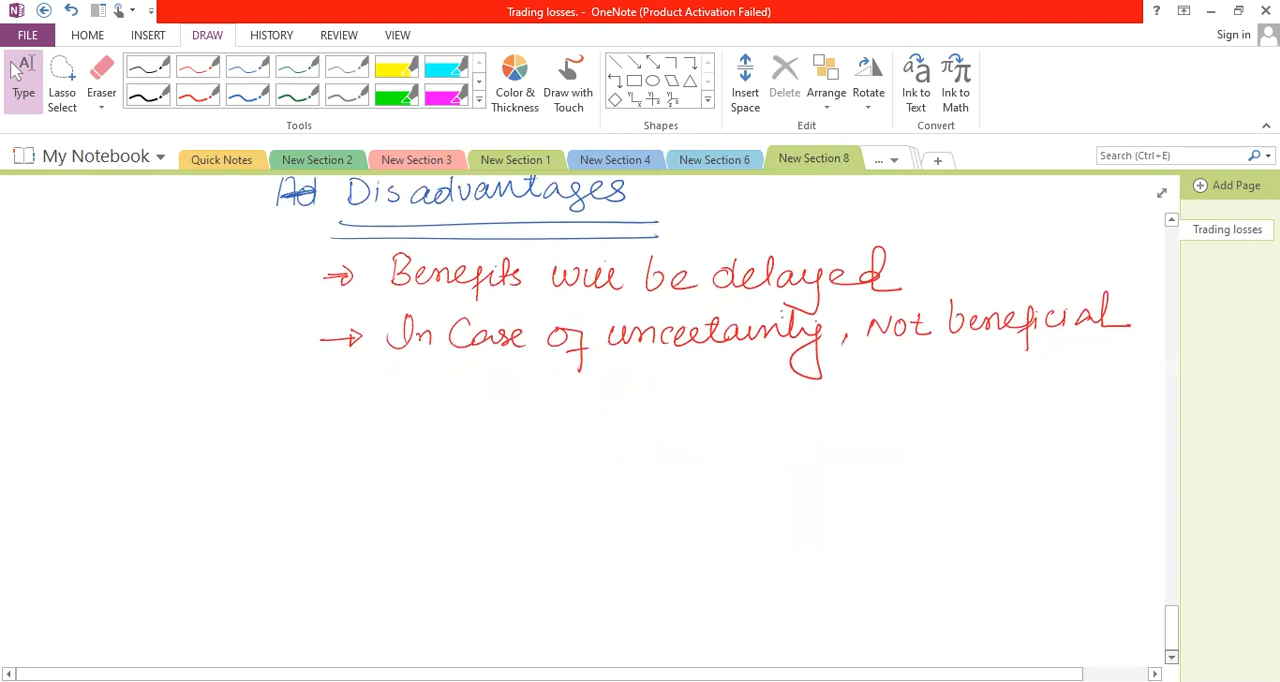 Trading losses. - OneNote (Product Activation Failed)
?
FILE HOME INSERT DRAW HISTORY REVIEW VIEW
Sign in
Type
Lasso Select
Eraser
Color & Thickness
Draw with Touch
Insert Space
Delete
Arrange
Rotate
Ink to Text
Ink to Math
Tools Shapes Edit Convert
My Notebook
Quick Notes New Section 2 New Section 3 New Section 1 New Section 4 New Section 6 New Section 8 ...
Search (Ctrl+E)
Add Page
Trading losses
Ad Disadvantages
→ Benefits will be delayed
→ In Case of uncertainity, Not beneficial